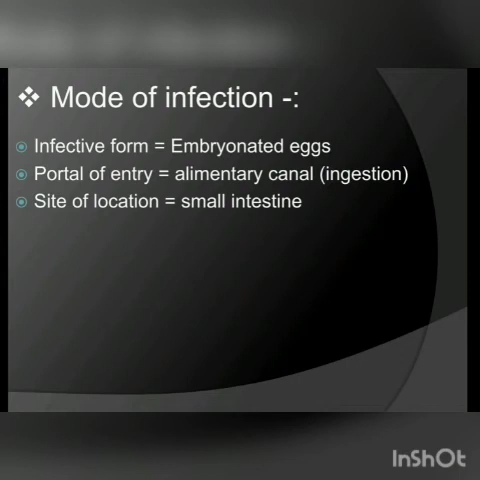 ❖ Mode of infection -:
Infective form = Embryonated eggs
Portal of entry = alimentary canal (ingestion)
Site of location = small intestine
InShOt